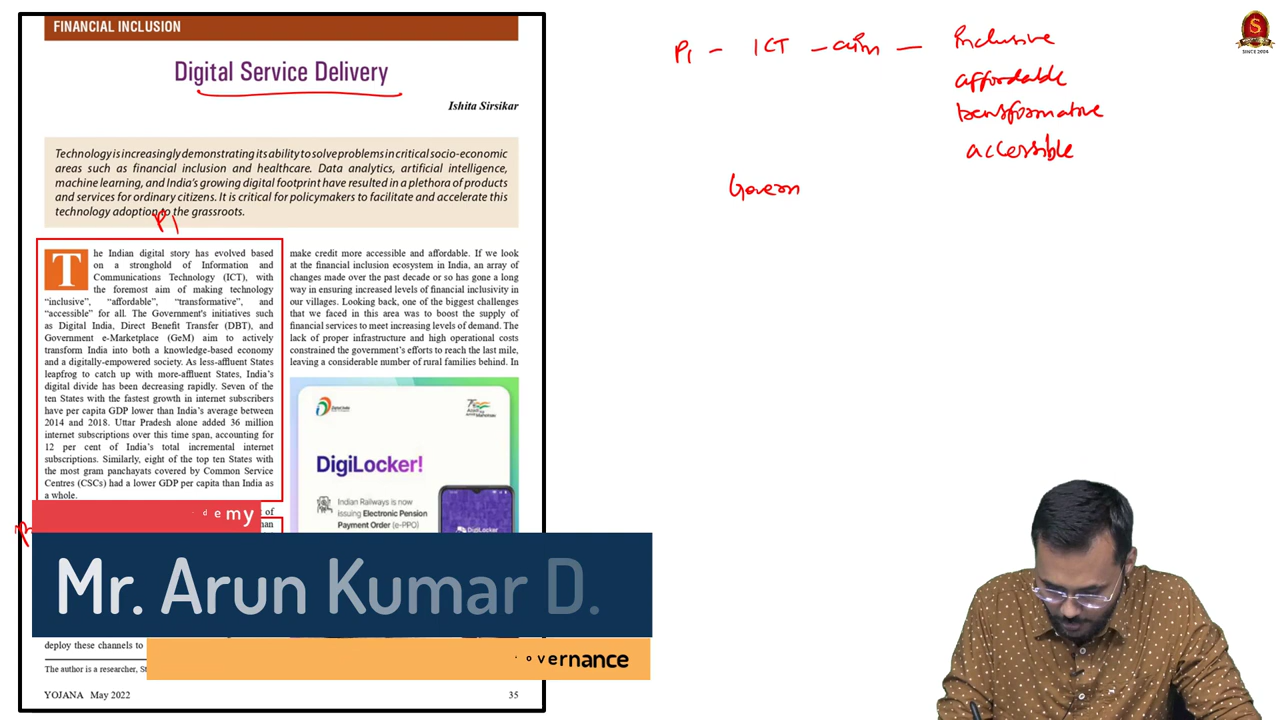 FINANCIAL INCLUSION
Digital Service Delivery
Ishita Sirsikar
Technology is increasingly demonstrating its ability to solve problems in critical socio-economic
areas such as financial inclusion and healthcare. Data analytics, artificial intelligence,
machine learning, and India's growing digital footprint have resulted in a plethora of products
and services for ordinary citizens. It is critical for policymakers to facilitate and accelerate this
technology adoption to the grassroots.
P1
The Indian digital story has evolved based
on a stronghold of Information and
Communications Technology (ICT), with
the foremost aim of making technology
“inclusive”, “affordable”, “transformative”, and
“accessible” for all. The Government's initiatives such
as Digital India, Direct Benefit Transfer (DBT), and
Government e-Marketplace (GeM) aim to actively
transform India into both a knowledge-based economy
and a digitally-empowered society. As less-affluent States
leapfrog to catch up with more-affluent States, India's
digital divide has been decreasing rapidly. Seven of the
ten States with the fastest growth in internet subscribers
have per capita GDP lower than India's average between
2014 and 2018. Uttar Pradesh alone added 36 million
internet subscriptions over this time span, accounting for
12 per cent of India's total incremental internet
subscriptions. Similarly, eight of the top ten States with
the most gram panchayats covered by Common Service
Centres (CSCs) had a lower GDP per capita than India as
a whole.
of
han
deploy these channels to
The author is a researcher, St
YOJANA May 2022
make credit more accessible and affordable. If we look
at the financial inclusion ecosystem in India, an array of
changes made over the past decade or so has gone a long
way in ensuring increased levels of financial inclusivity in
our villages. Looking back, one of the biggest challenges
that we faced in this area was to boost the supply of
financial services to meet increasing levels of demand. The
lack of proper infrastructure and high operational costs
constrained the government's efforts to reach the last mile,
leaving a considerable number of rural families behind. In
Digital India
DigiLocker!
Indian Railways is now
issuing Electronic Pension
Payment Order (e-PPO)
DigiLocker
35
demy
Mr. Arun Kumar D.
overnance
P1 - ICT - aim - Inclusive
affordable
transformative
accessible
Govern
S
SINCE 2004